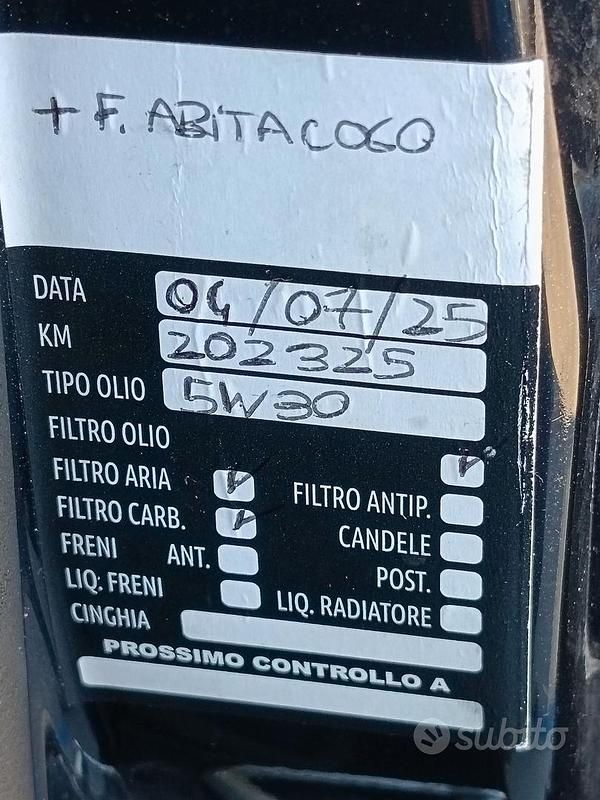 + F. ABITACOLO
DATA 04/07/25
KM 202325
TIPO OLIO 5W30
FILTRO OLIO ✓
FILTRO ARIA ✓ FILTRO ANTIP.
FILTRO CARB. ✓ CANDELE
FRENI ANT. POST.
LIQ. FRENI LIQ. RADIATORE
CINGHIA
PROSSIMO CONTROLLO A
subito